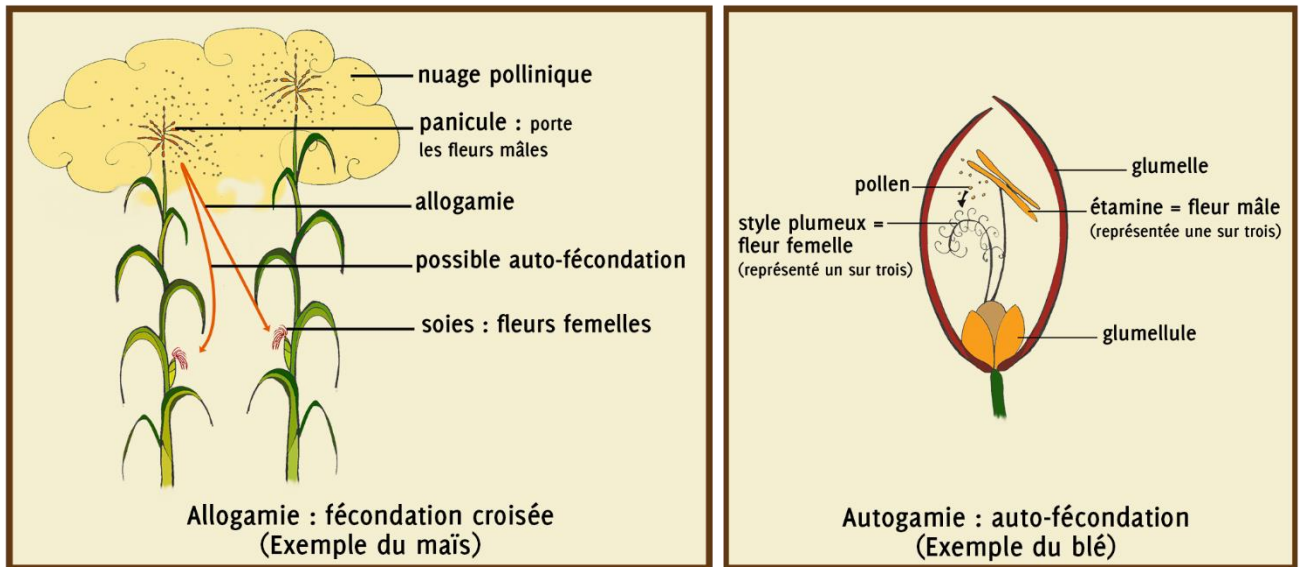 nuage pollinique
panicule : porte
les fleurs mâles
allogamie
possible auto-fécondation
soies : fleurs femelles
Allogamie : fécondation croisée
(Exemple du maïs)
glumelle
pollen
étamine = fleur mâle
(représentée une sur trois)
style plumeux =
fleur femelle
(représenté un sur trois)
glumellule
Autogamie : auto-fécondation
(Exemple du blé)